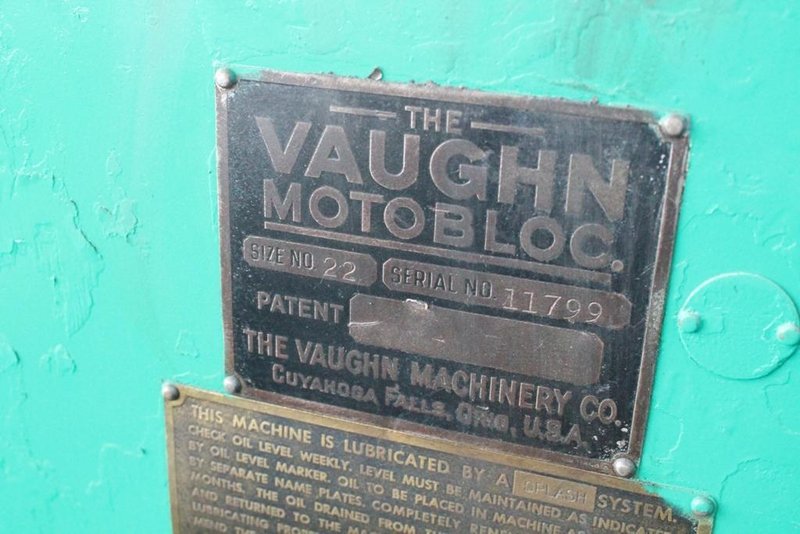 THE
VAUGHN
MOTOBLOC.
SIZE NO 22 SERIAL NO. 11799
PATENT
THE VAUGHN MACHINERY CO.
CUYAHOGA FALLS, OHIO, U.S.A.
THIS MACHINE IS LUBRICATED BY A SPLASH SYSTEM.
CHECK OIL LEVEL WEEKLY. LEVEL MUST BE MAINTAINED AS INDICATED
BY OIL LEVEL MARKER. OIL TO BE PLACED IN MACHINE AS
BY SEPARATE NAME PLATES. COMPLETELY
MONTHS. THE OIL DRAINED FROM
AND RETURNED TO THE
LUBRICATING